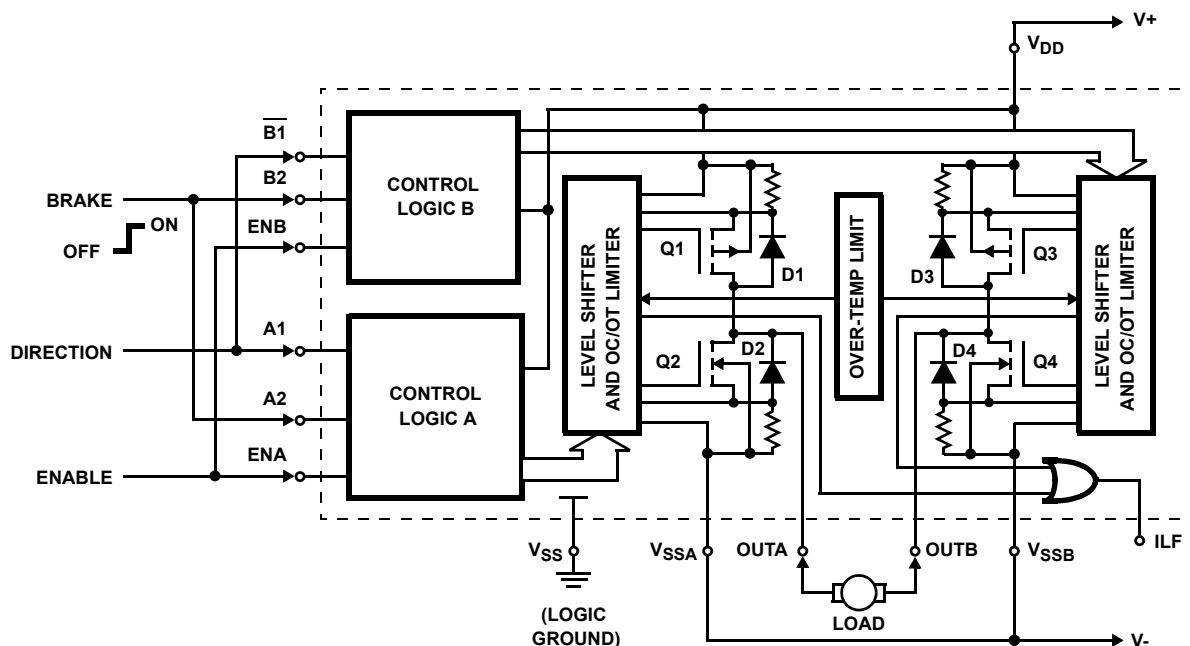 V+
VDD
B1
B2
BRAKE
ON
OFF
ENB
CONTROL
LOGIC B
LEVEL SHIFTER
AND OC/OT LIMITER
Q1
D1
OVER-TEMP LIMIT
D3
Q3
LEVEL SHIFTER
AND OC/OT LIMITER
A1
DIRECTION
Q2
D2
D4
Q4
A2
CONTROL
LOGIC A
ENA
ENABLE
VSS
(LOGIC
GROUND)
VSSA
OUTA
OUTB
VSSB
ILF
LOAD
V-